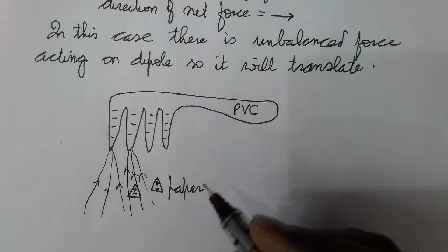 direction of net force = →
In this case there is unbalanced force
acting on dipole so it will translate.
PVC
paper